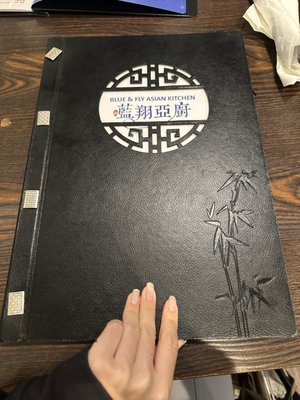 BLUE & FLY ASIAN KITCHEN
藍翔亞廚